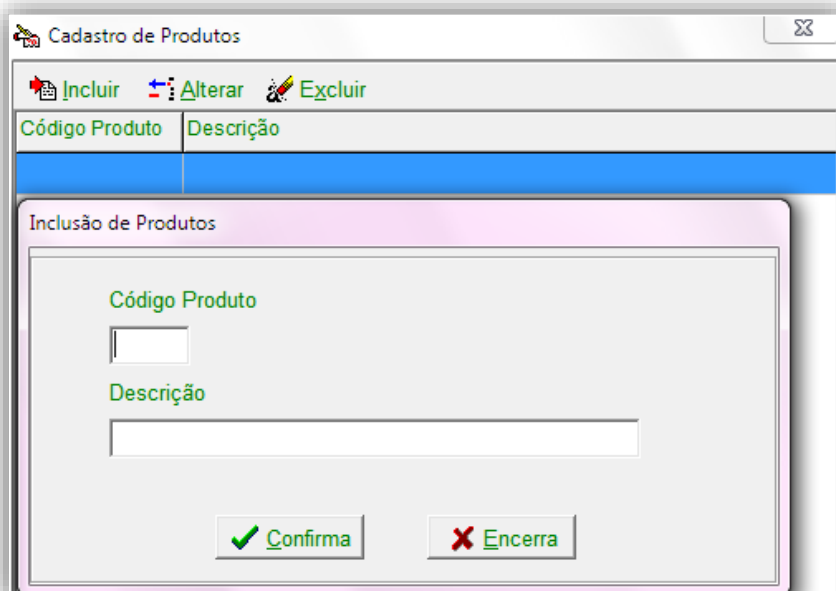 Cadastro de Produtos
Incluir Alterar Excluir
Código Produto Descrição
Inclusão de Produtos
Código Produto
Descrição
Confirma Encerra